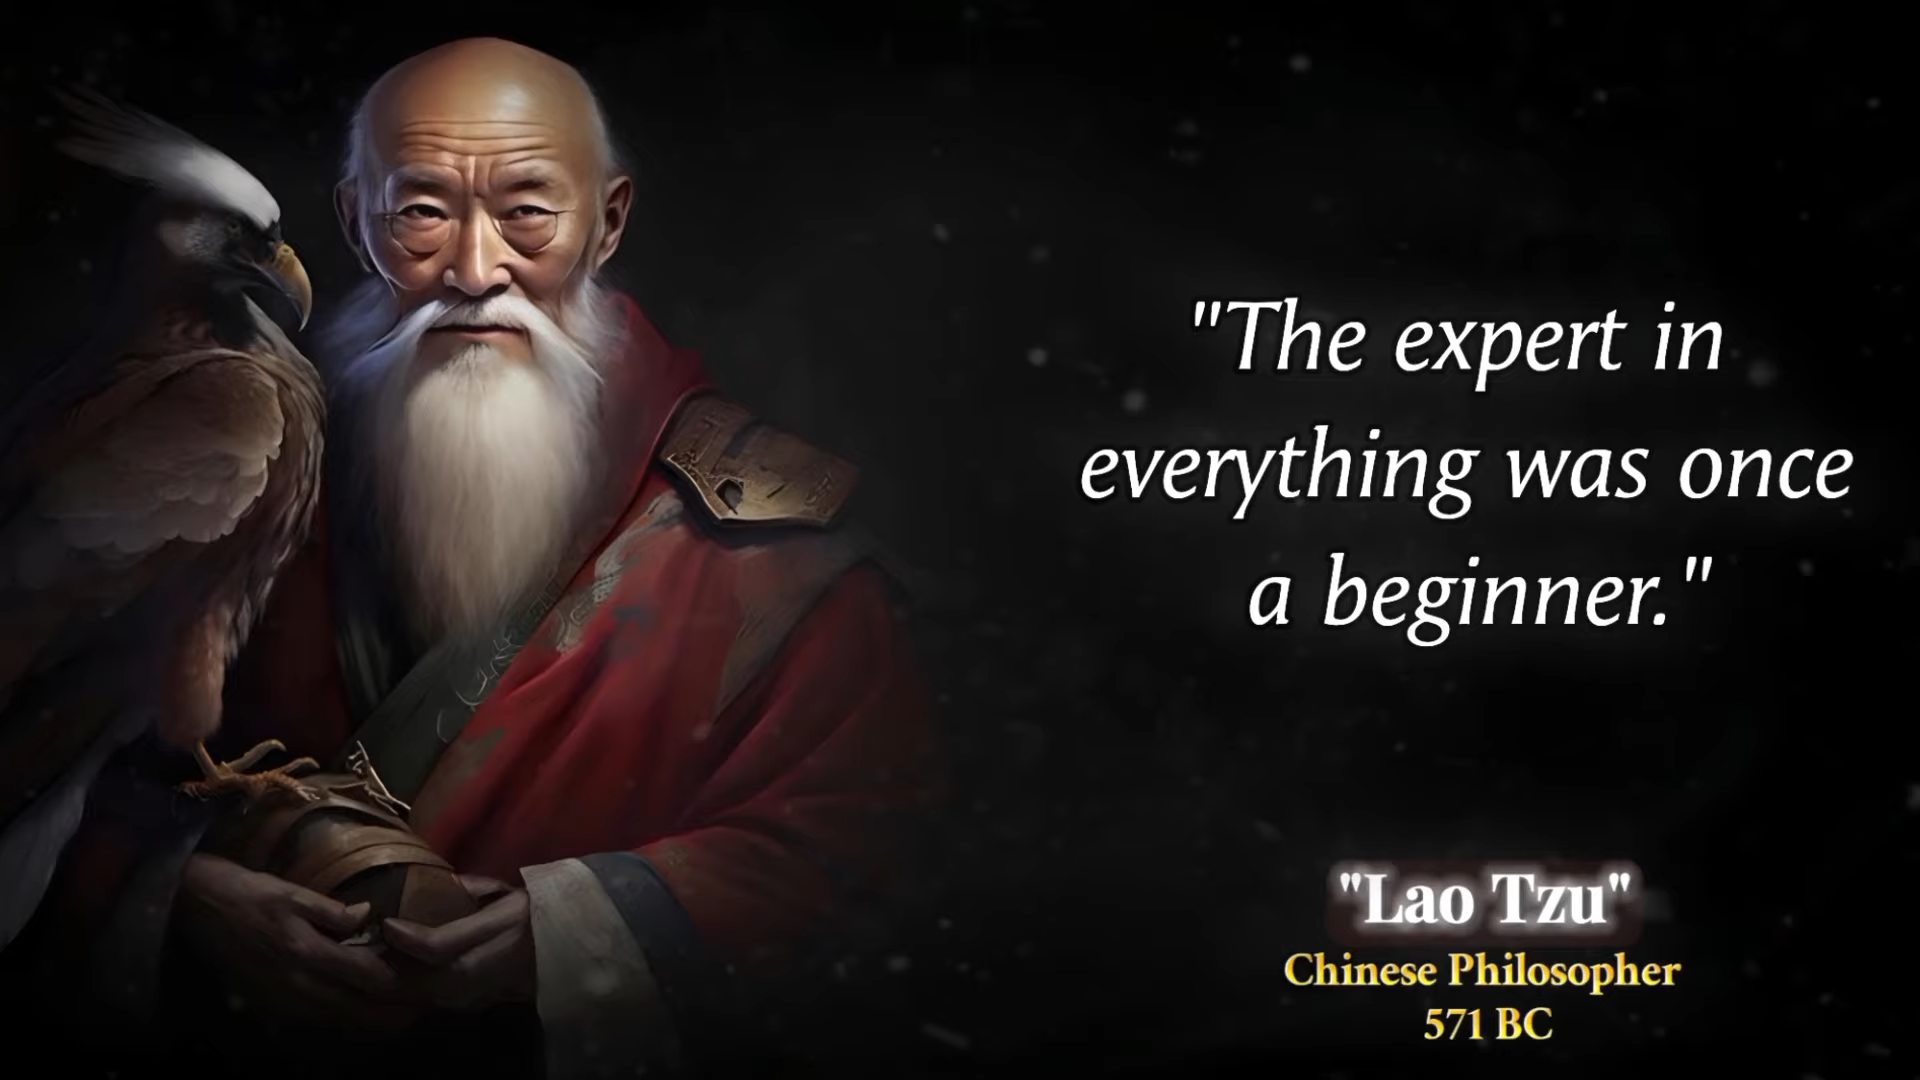 "The expert in
everything was once
a beginner."
"Lao Tzu"
Chinese Philosopher
571 BC